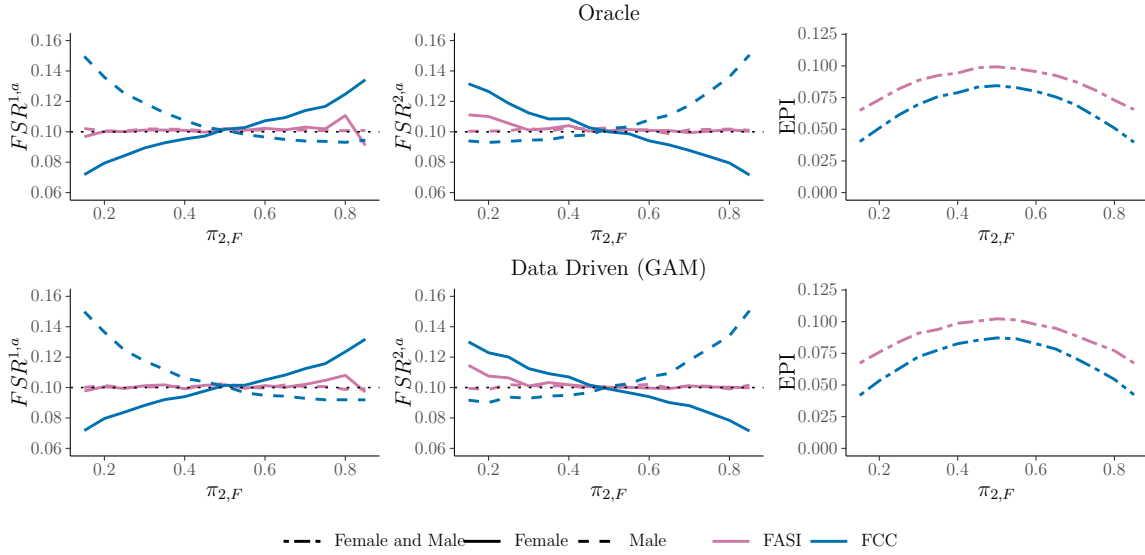 Oracle
0.16
0.14
0.12
0.10
0.08
0.06
FSR^{1,a}
0.2 0.4 0.6 0.8
π_{2,F}
0.16
0.14
0.12
0.10
0.08
0.06
FSR^{2,a}
0.2 0.4 0.6 0.8
π_{2,F}
0.125
0.100
0.075
0.050
0.025
0.000
EPI
0.2 0.4 0.6 0.8
π_{2,F}
Data Driven (GAM)
0.16
0.14
0.12
0.10
0.08
0.06
FSR^{1,a}
0.2 0.4 0.6 0.8
π_{2,F}
0.16
0.14
0.12
0.10
0.08
0.06
FSR^{2,a}
0.2 0.4 0.6 0.8
π_{2,F}
0.125
0.100
0.075
0.050
0.025
0.000
EPI
0.2 0.4 0.6 0.8
π_{2,F}
Female and Male Female Male FASI FCC